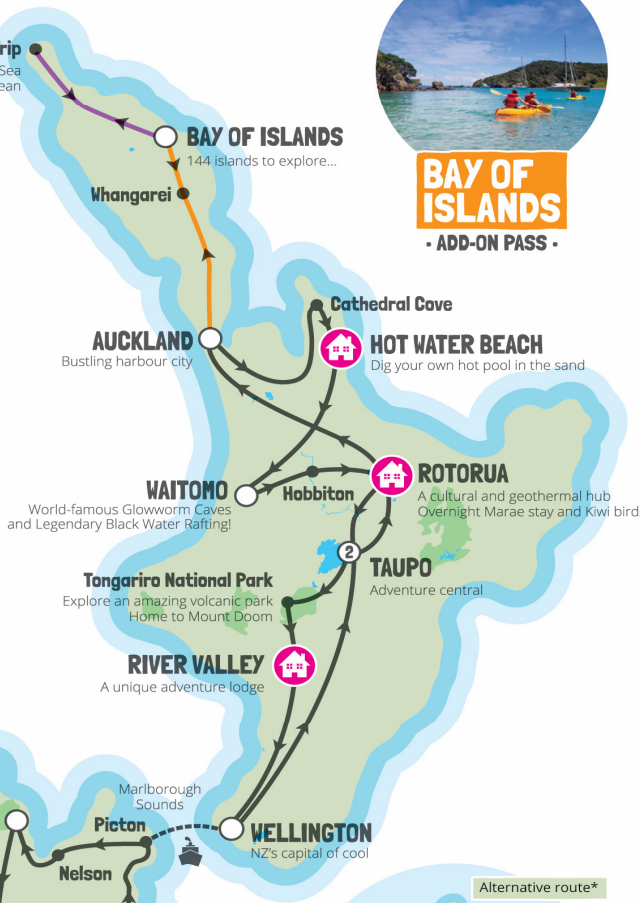 rip
Sea
ean
BAY OF ISLANDS
144 islands to explore...
Whangarei
BAY OF
ISLANDS
• ADD-ON PASS •
Cathedral Cove
AUCKLAND
Bustling harbour city
HOT WATER BEACH
Dig your own hot pool in the sand
WAITOMO
World-famous Glowworm Caves
and Legendary Black Water Rafting!
Hobbiton
ROTORUA
A cultural and geothermal hub
Overnight Marae stay and Kiwi bird
2
TAUPO
Adventure central
Tongariro National Park
Explore an amazing volcanic park
Home to Mount Doom
RIVER VALLEY
A unique adventure lodge
Marlborough
Sounds
Picton
WELLINGTON
NZ's capital of cool
Nelson
Alternative route*